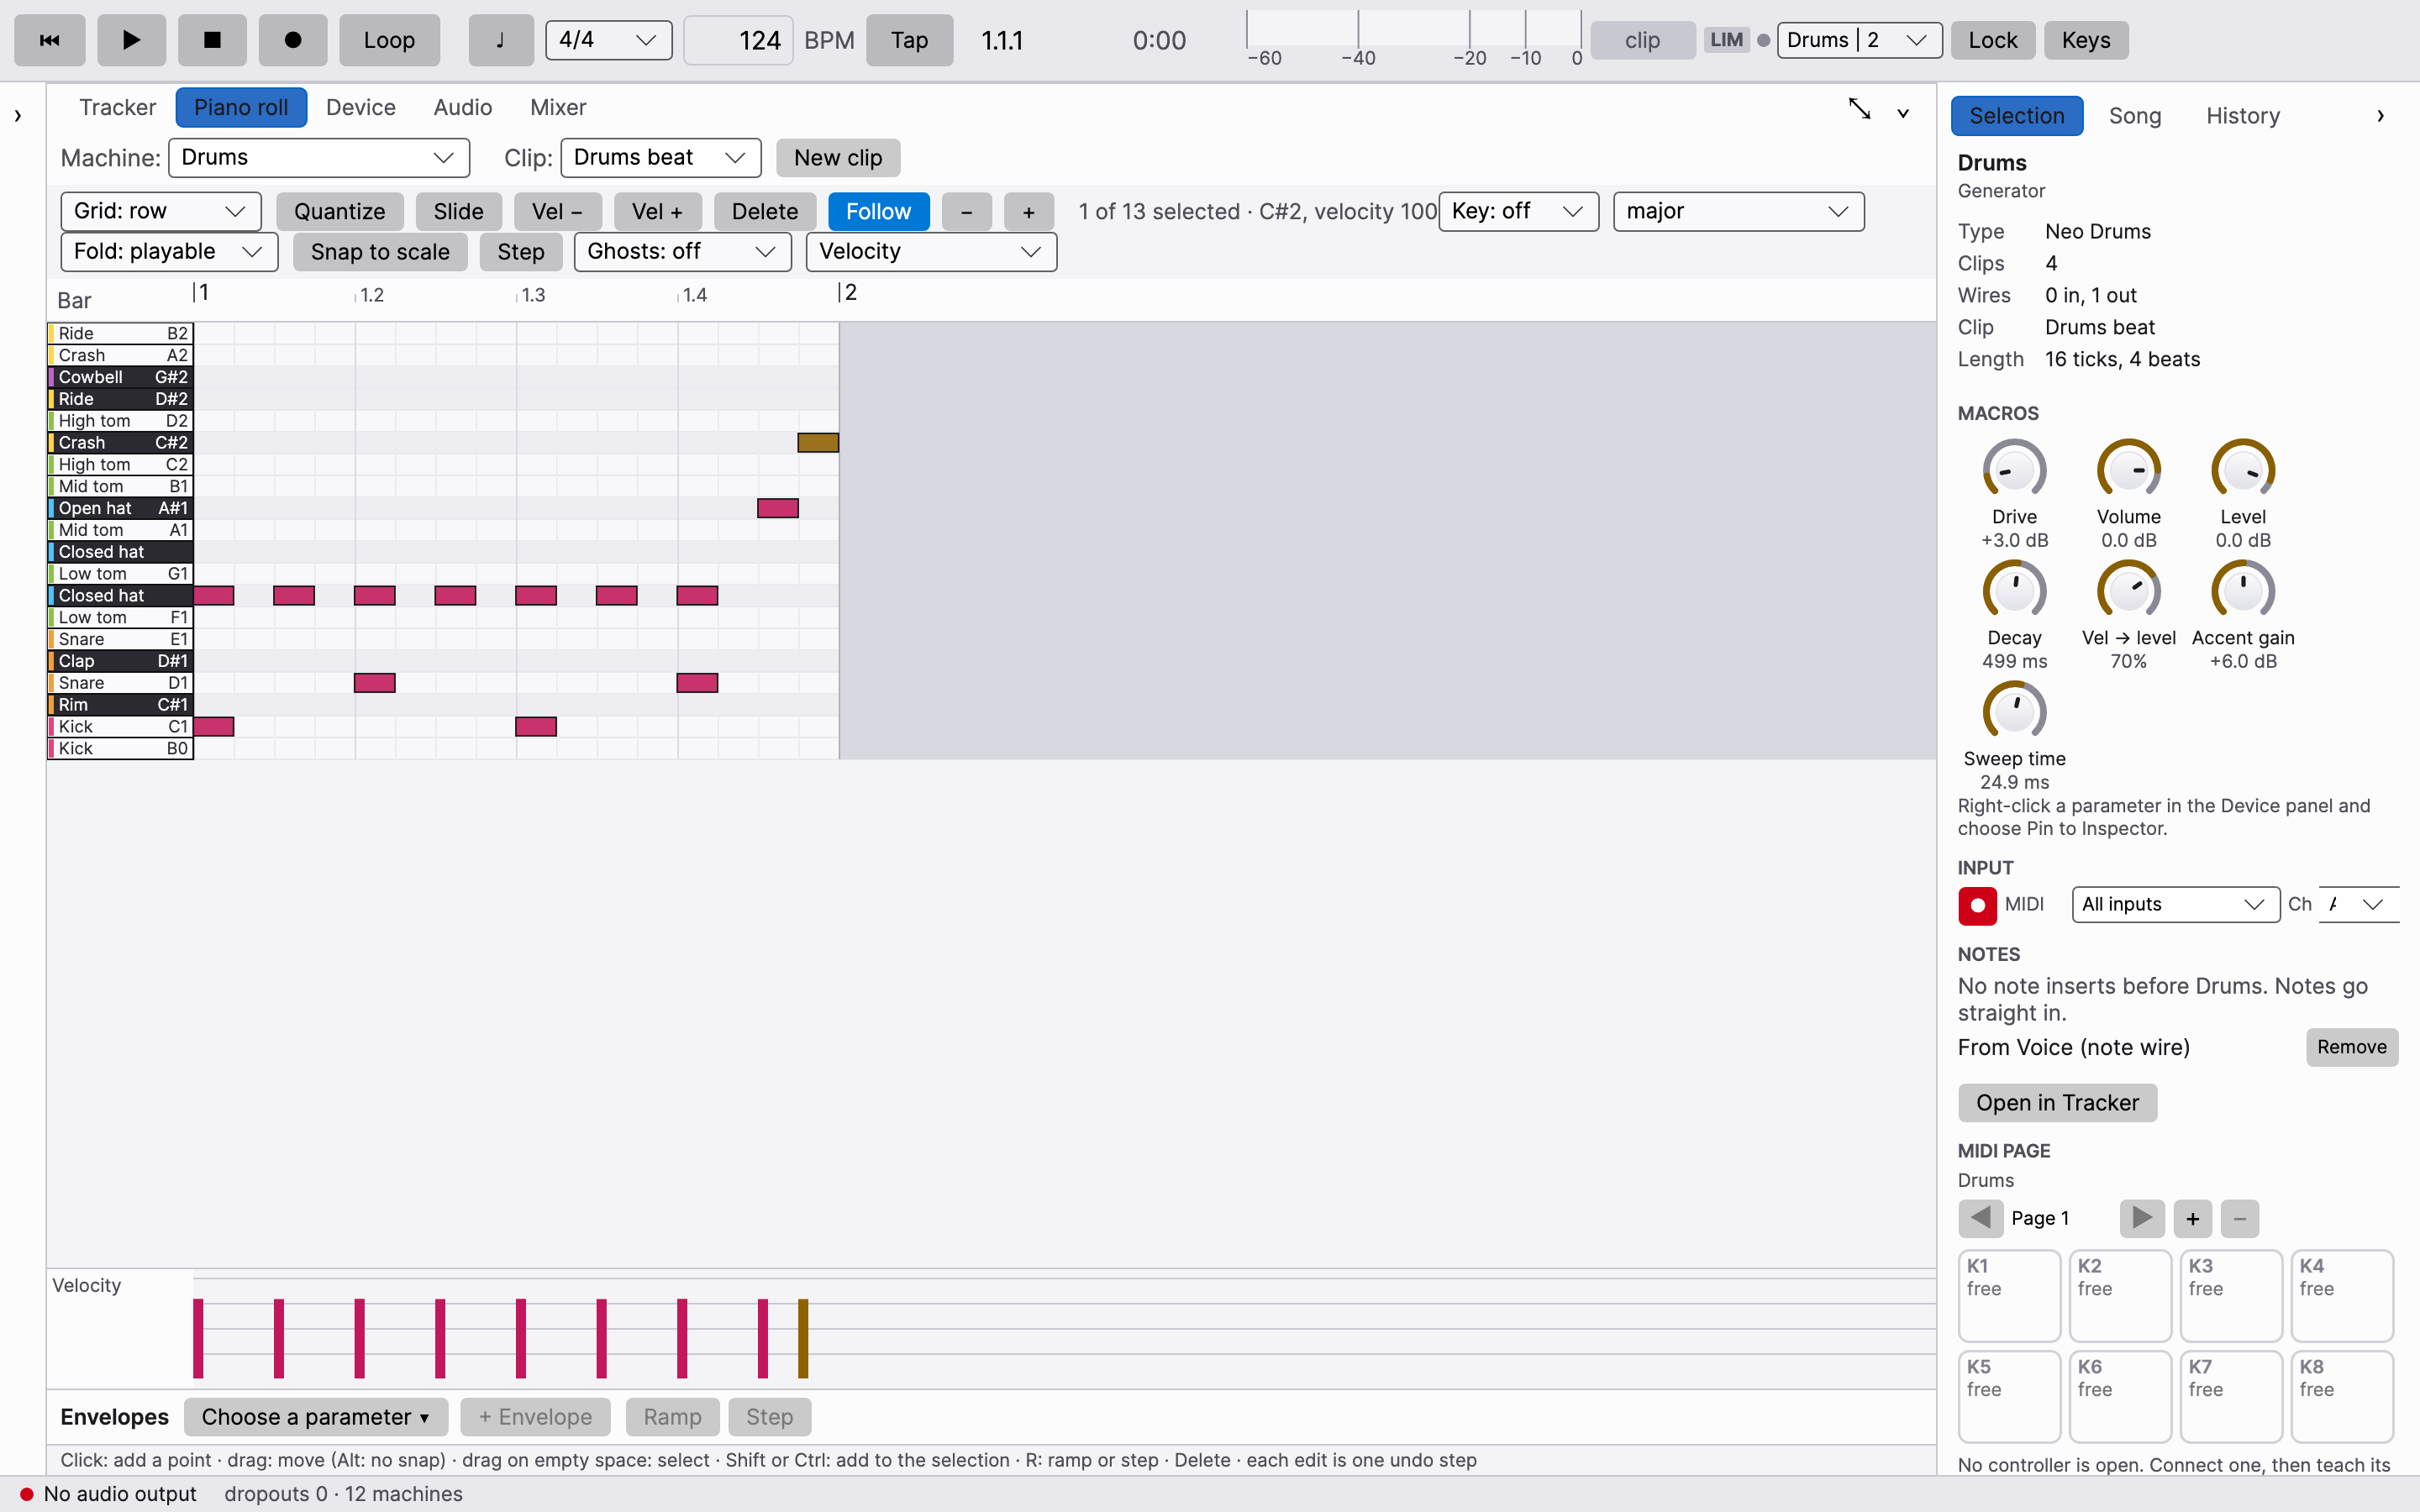 Loop 4/4 124 BPM Tap 1.1.1 0:00 −60 −40 −20 −10 0 clip LIM Drums | 2 Lock Keys
Tracker Piano roll Device Audio Mixer
Machine: Drums Clip: Drums beat New clip
Grid: row Quantize Slide Vel − Vel + Delete Follow − + 1 of 13 selected · C#2, velocity 100 Key: off major
Fold: playable Snap to scale Step Ghosts: off Velocity
Bar 1 1.2 1.3 1.4 2
Ride B2
Crash A2
Cowbell G#2
Ride D#2
High tom D2
Crash C#2
High tom C2
Mid tom B1
Open hat A#1
Mid tom A1
Closed hat
Low tom G1
Closed hat
Low tom F1
Snare E1
Clap D#1
Snare D1
Rim C#1
Kick C1
Kick B0
Velocity
Envelopes Choose a parameter ▾ + Envelope Ramp Step
Click: add a point · drag: move (Alt: no snap) · drag on empty space: select · Shift or Ctrl: add to the selection · R: ramp or step · Delete · each edit is one undo step
No audio output dropouts 0 · 12 machines
Selection Song History
Drums
Generator
Type Neo Drums
Clips 4
Wires 0 in, 1 out
Clip Drums beat
Length 16 ticks, 4 beats
MACROS
Drive Volume Level
+3.0 dB 0.0 dB 0.0 dB
Decay Vel → level Accent gain
499 ms 70% +6.0 dB
Sweep time
24.9 ms
Right-click a parameter in the Device panel and
choose Pin to Inspector.
INPUT
MIDI All inputs Ch
NOTES
No note inserts before Drums. Notes go
straight in.
From Voice (note wire) Remove
Open in Tracker
MIDI PAGE
Drums
Page 1 + −
K1 K2 K3 K4
free free free free
K5 K6 K7 K8
free free free free
No controller is open. Connect one, then teach its